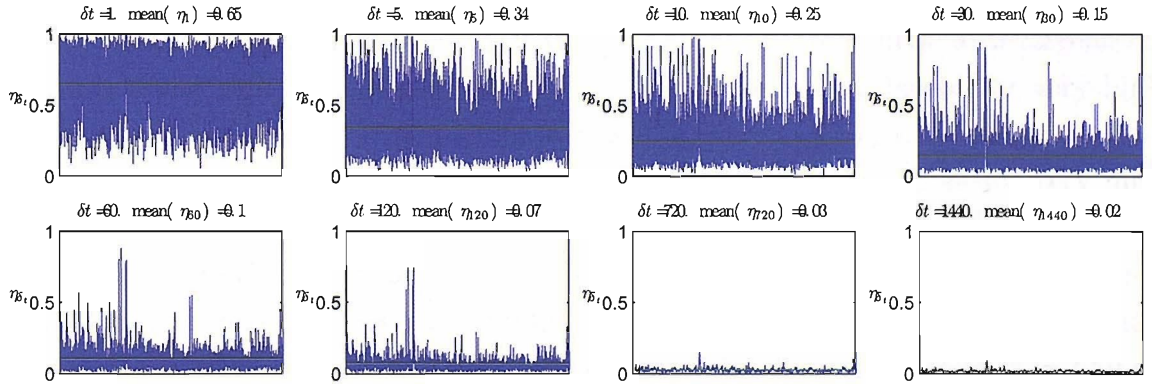 δt =1. mean( η1) =0.65 δt =5. mean( η5) =0.34 δt =10. mean( η10) =0.25 δt =30. mean( η30) =0.15
1 1 1 1
ηδt 0.5 ηδt 0.5 ηδt 0.5 ηδt 0.5
0 0 0 0
δt =60. mean( η60) =0.1 δt =120. mean( η120) =0.07 δt =720. mean( η720) =0.03 δt =1440. mean( η1440) =0.02
1 1 1 1
ηδt 0.5 ηδt 0.5 ηδt 0.5 ηδt 0.5
0 0 0 0